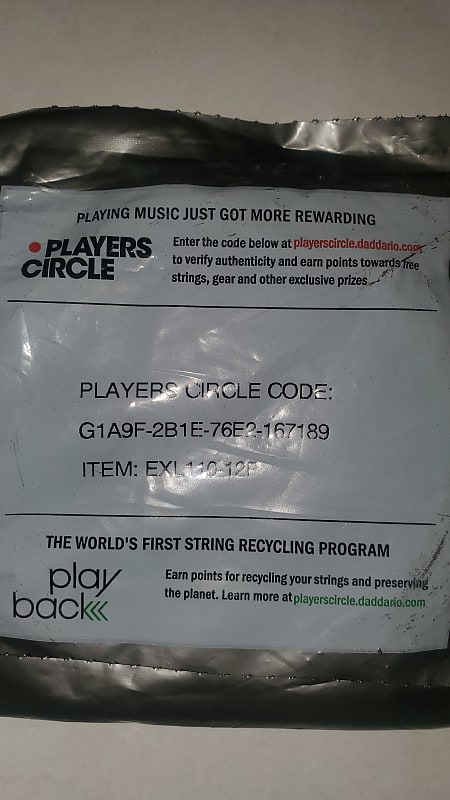 PLAYING MUSIC JUST GOT MORE REWARDING
PLAYERS
CIRCLE
Enter the code below at playerscircle.daddario.com
to verify authenticity and earn points towards free
strings, gear and other exclusive prizes.
PLAYERS CIRCLE CODE:
G1A9F-2B1E-76E2-167189
ITEM: EXL110-12P
THE WORLD'S FIRST STRING RECYCLING PROGRAM
play
back
Earn points for recycling your strings and preserving
the planet. Learn more at playerscircle.daddario.com